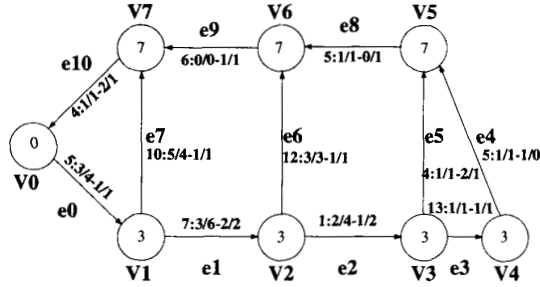 V7 V6 V5
e9 e8
7 7 7
6:0/0-1/1 5:1/1-0/1
e10
4:1/1-2/1
0
V0
5:3/4-1/1
e0
e7
10:5/4-1/1
e6
12:3/3-1/1
e5
4:1/1-2/1
e4
5:1/1-1/0
13:1/1-1/1
7:3/6-2/2 1:2/4-1/2
3 3 3 3
V1 e1 V2 e2 V3 e3 V4